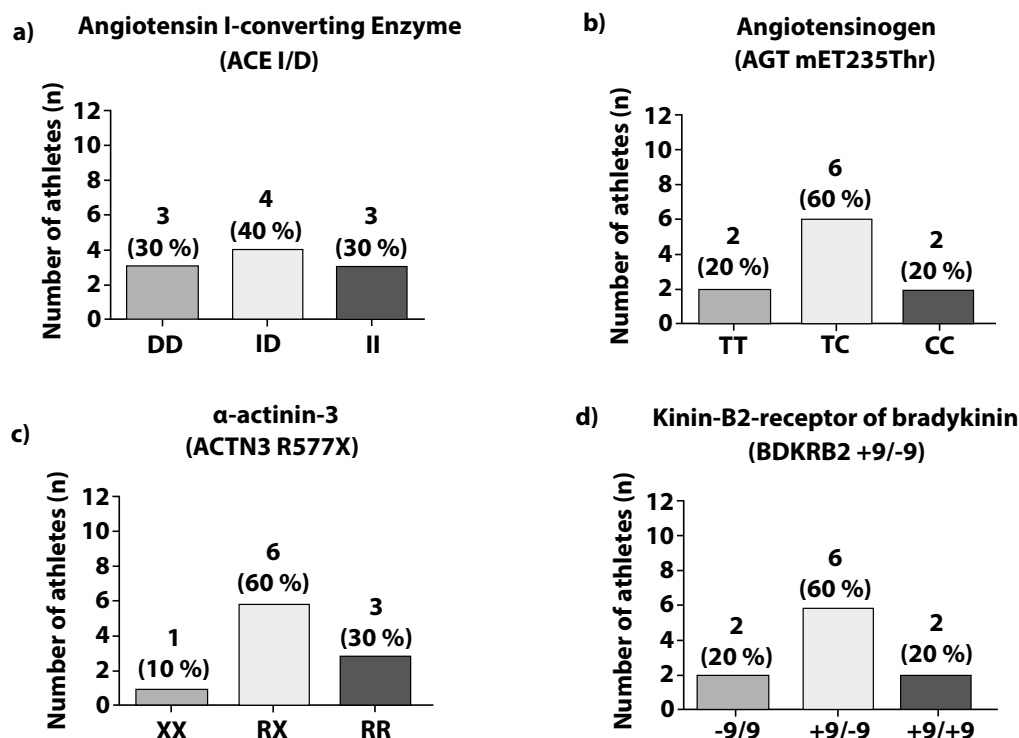 a)
Angiotensin I-converting Enzyme
(ACE I/D)
Number of athletes (n)
12
10
8
6
4
2
0
3
(30 %)
4
(40 %)
3
(30 %)
DD ID II
b)
Angiotensinogen
(AGT mET235Thr)
Number of athletes (n)
12
10
8
6
4
2
0
2
(20 %)
6
(60 %)
2
(20 %)
TT TC CC
c)
α-actinin-3
(ACTN3 R577X)
Number of athletes (n)
12
10
8
6
4
2
0
1
(10 %)
6
(60 %)
3
(30 %)
XX RX RR
d)
Kinin-B2-receptor of bradykinin
(BDKRB2 +9/-9)
Number of athletes (n)
12
10
8
6
4
2
0
2
(20 %)
6
(60 %)
2
(20 %)
-9/9 +9/-9 +9/+9